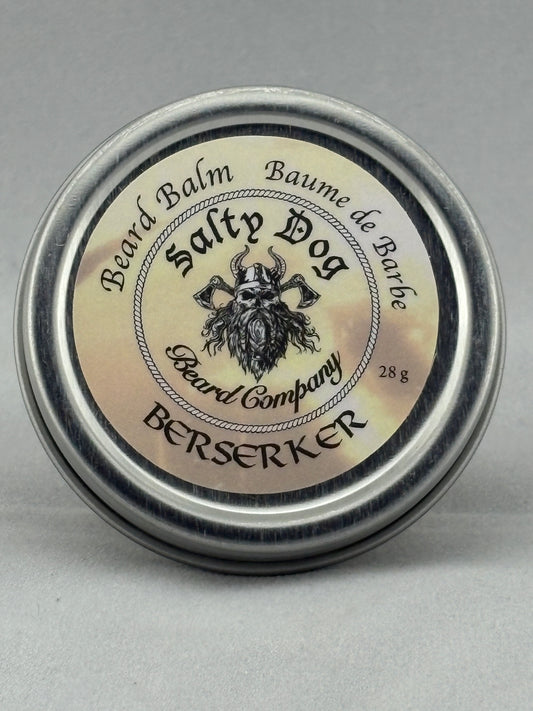 Beard Balm
Baume de Barbe
Salty Dog
Beard Company
28 g
BERSERKER